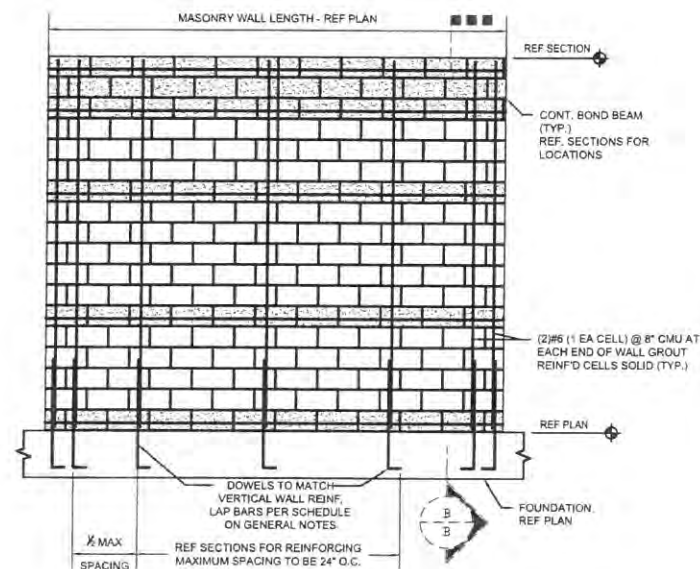 MASONRY WALL LENGTH - REF PLAN
REF SECTION
CONT. BOND BEAM
(TYP.)
REF. SECTIONS FOR
LOCATIONS
(2)#6 (1 EA CELL) @ 8" CMU AT
EACH END OF WALL GROUT
REINF'D CELLS SOLID (TYP.)
REF PLAN
DOWELS TO MATCH
VERTICAL WALL REINF,
LAP BARS PER SCHEDULE
ON GENERAL NOTES
FOUNDATION
REF PLAN
B
B
½ MAX
SPACING
REF SECTIONS FOR REINFORCING
MAXIMUM SPACING TO BE 24" O.C.